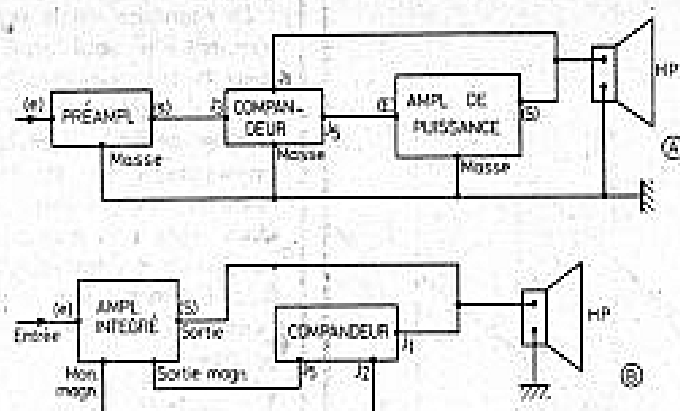 J1
HP
(e)
PRÉAMPL
(s)
J2
COMPAN-
DEUR
J3
(E)
AMPL DE
PUISSANCE
(S)
Masse
Masse
Masse
A
(e)
AMPL
INTÉGRÉ
(S)
Entrée
Sortie
COMPANDEUR
J1
HP
Mon.
magn.
Sortie magn.
J3
J2
B